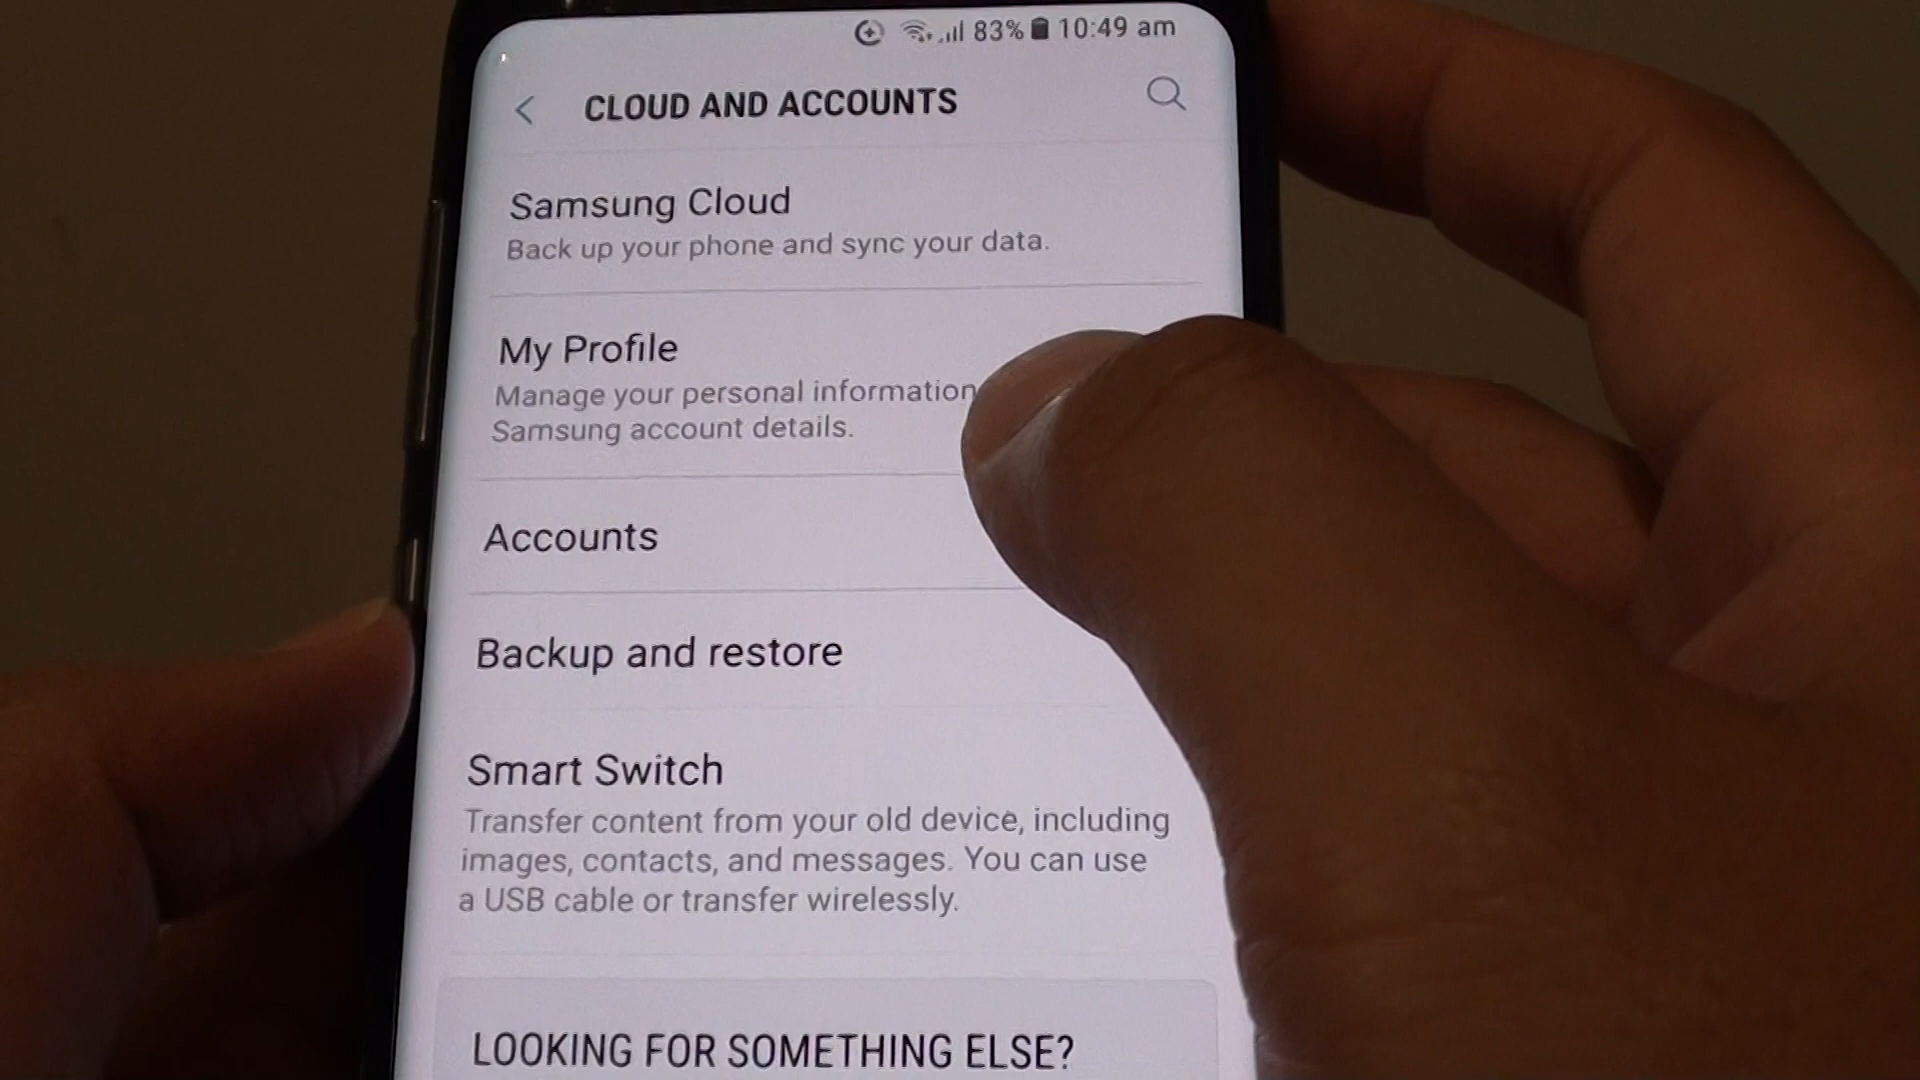 83% 10:49 am
CLOUD AND ACCOUNTS
Samsung Cloud
Back up your phone and sync your data.
My Profile
Manage your personal information
Samsung account details.
Accounts
Backup and restore
Smart Switch
Transfer content from your old device, including
images, contacts, and messages. You can use
a USB cable or transfer wirelessly.
LOOKING FOR SOMETHING ELSE?